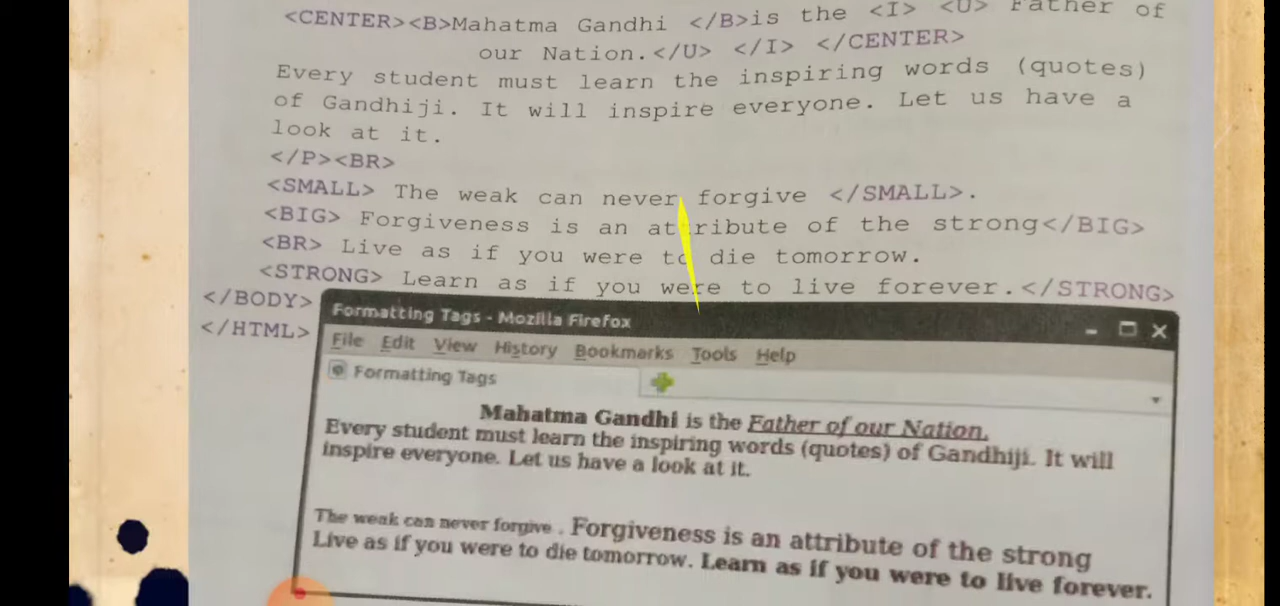 <CENTER><B>Mahatma Gandhi </B>is the <I> <U> Father of
our Nation.</U> </I> </CENTER>
Every student must learn the inspiring words (quotes)
of Gandhiji. It will inspire everyone. Let us have a
look at it.
</P><BR>
<SMALL> The weak can never forgive </SMALL>.
<BIG> Forgiveness is an attribute of the strong</BIG>
<BR> Live as if you were to die tomorrow.
<STRONG> Learn as if you were to live forever.</STRONG>
</BODY>
</HTML>
Formatting Tags - Mozilla Firefox
File Edit View History Bookmarks Tools Help
Formatting Tags
Mahatma Gandhi is the Father of our Nation.
Every student must learn the inspiring words (quotes) of Gandhiji. It will
inspire everyone. Let us have a look at it.
The weak can never forgive . Forgiveness is an attribute of the strong
Live as if you were to die tomorrow. Learn as if you were to live forever.